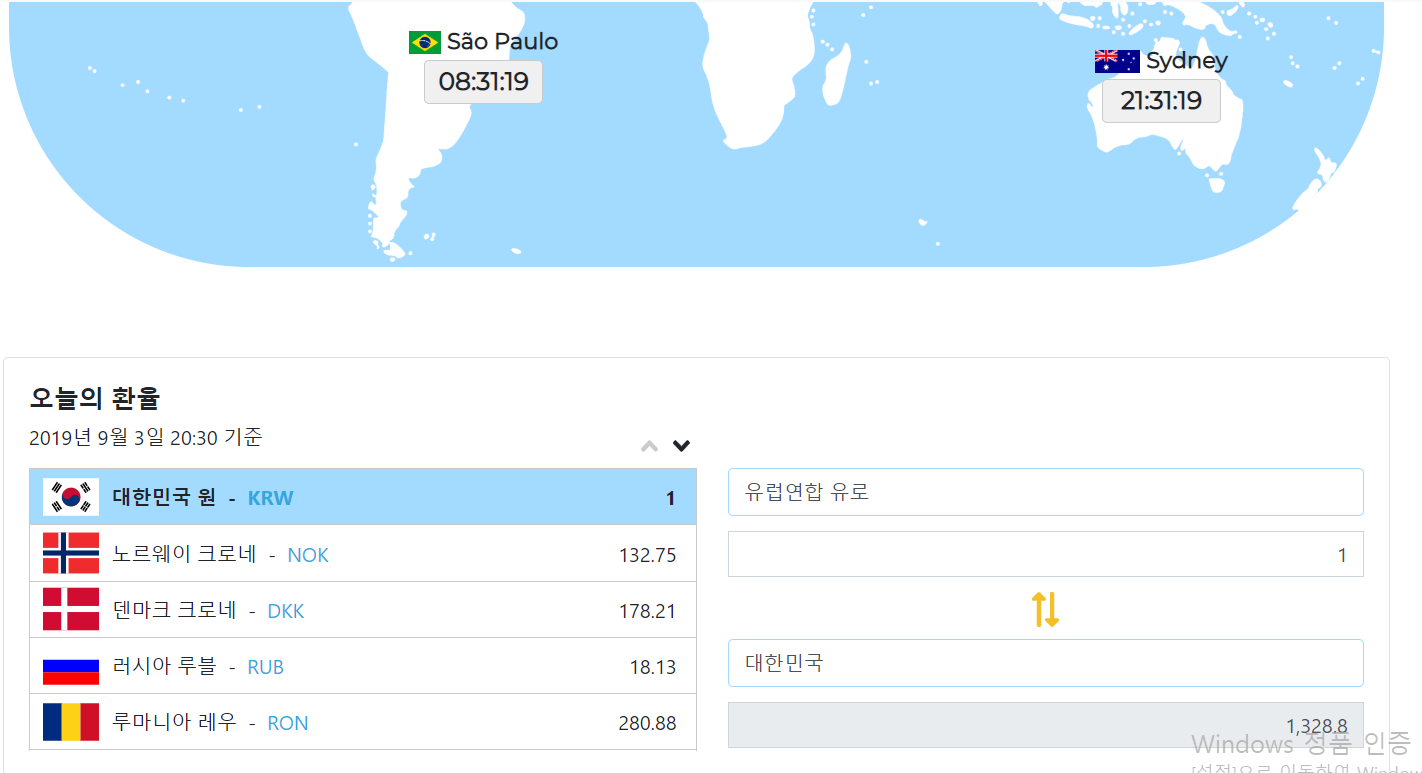 São Paulo
08:31:19
Sydney
21:31:19
오늘의 환율
2019년 9월 3일 20:30 기준
대한민국 원 - KRW 1
노르웨이 크로네 - NOK 132.75
덴마크 크로네 - DKK 178.21
러시아 루블 - RUB 18.13
루마니아 레우 - RON 280.88
유럽연합 유로
1
대한민국
1,328.8
Windows 정품 인증
[설정]으로 이동하여 Windows